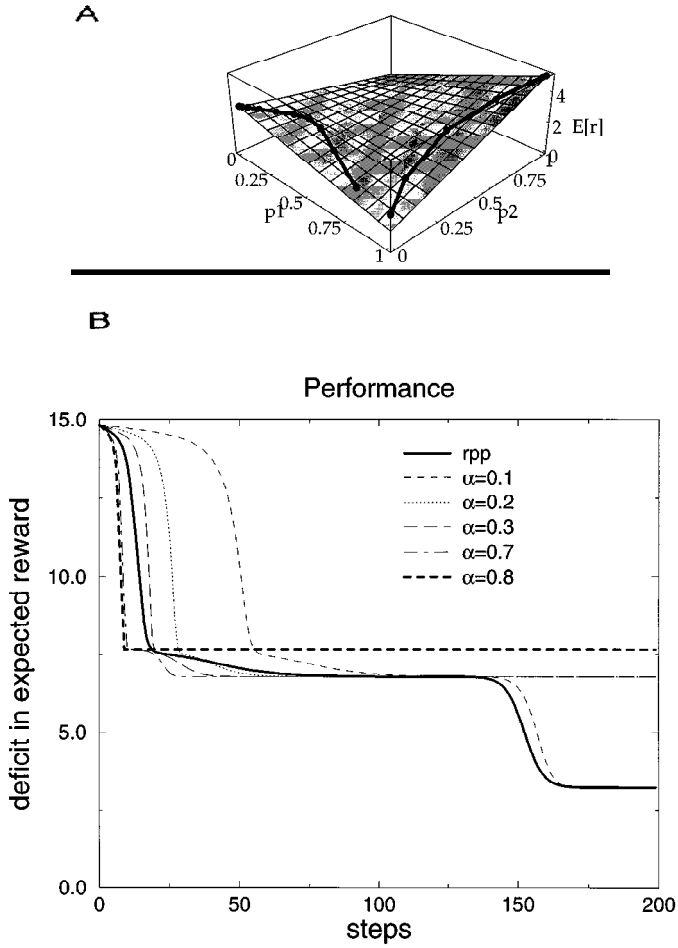 A
4
2 E[r]
0 1 0
0.25 0.75
0.5 0.5
p1 p2
0.75 0.25
1 0
B
Performance
15.0
rpp
α=0.1
α=0.2
α=0.3
10.0
α=0.7
α=0.8
deficit in expected reward
5.0
0.0
0 50 100 150 200
steps